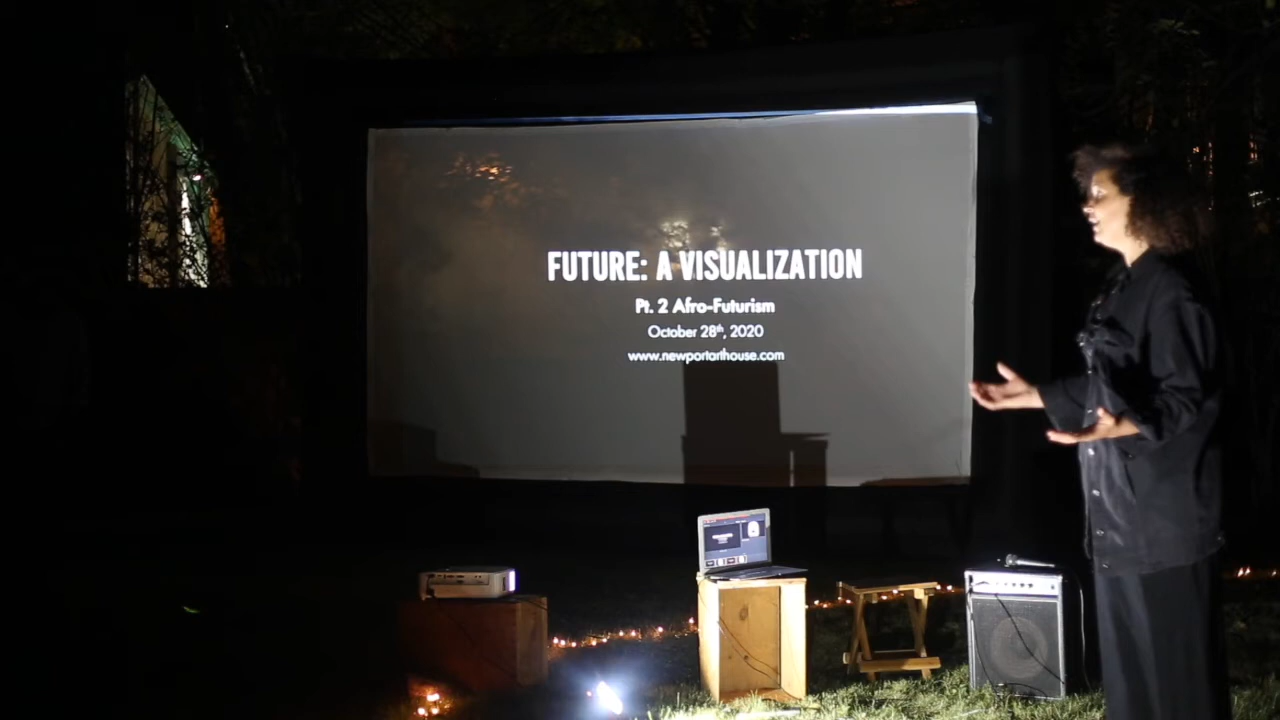 FUTURE: A VISUALIZATION
Pt. 2 Afro-Futurism
October 28th, 2020
www.newportarthouse.com